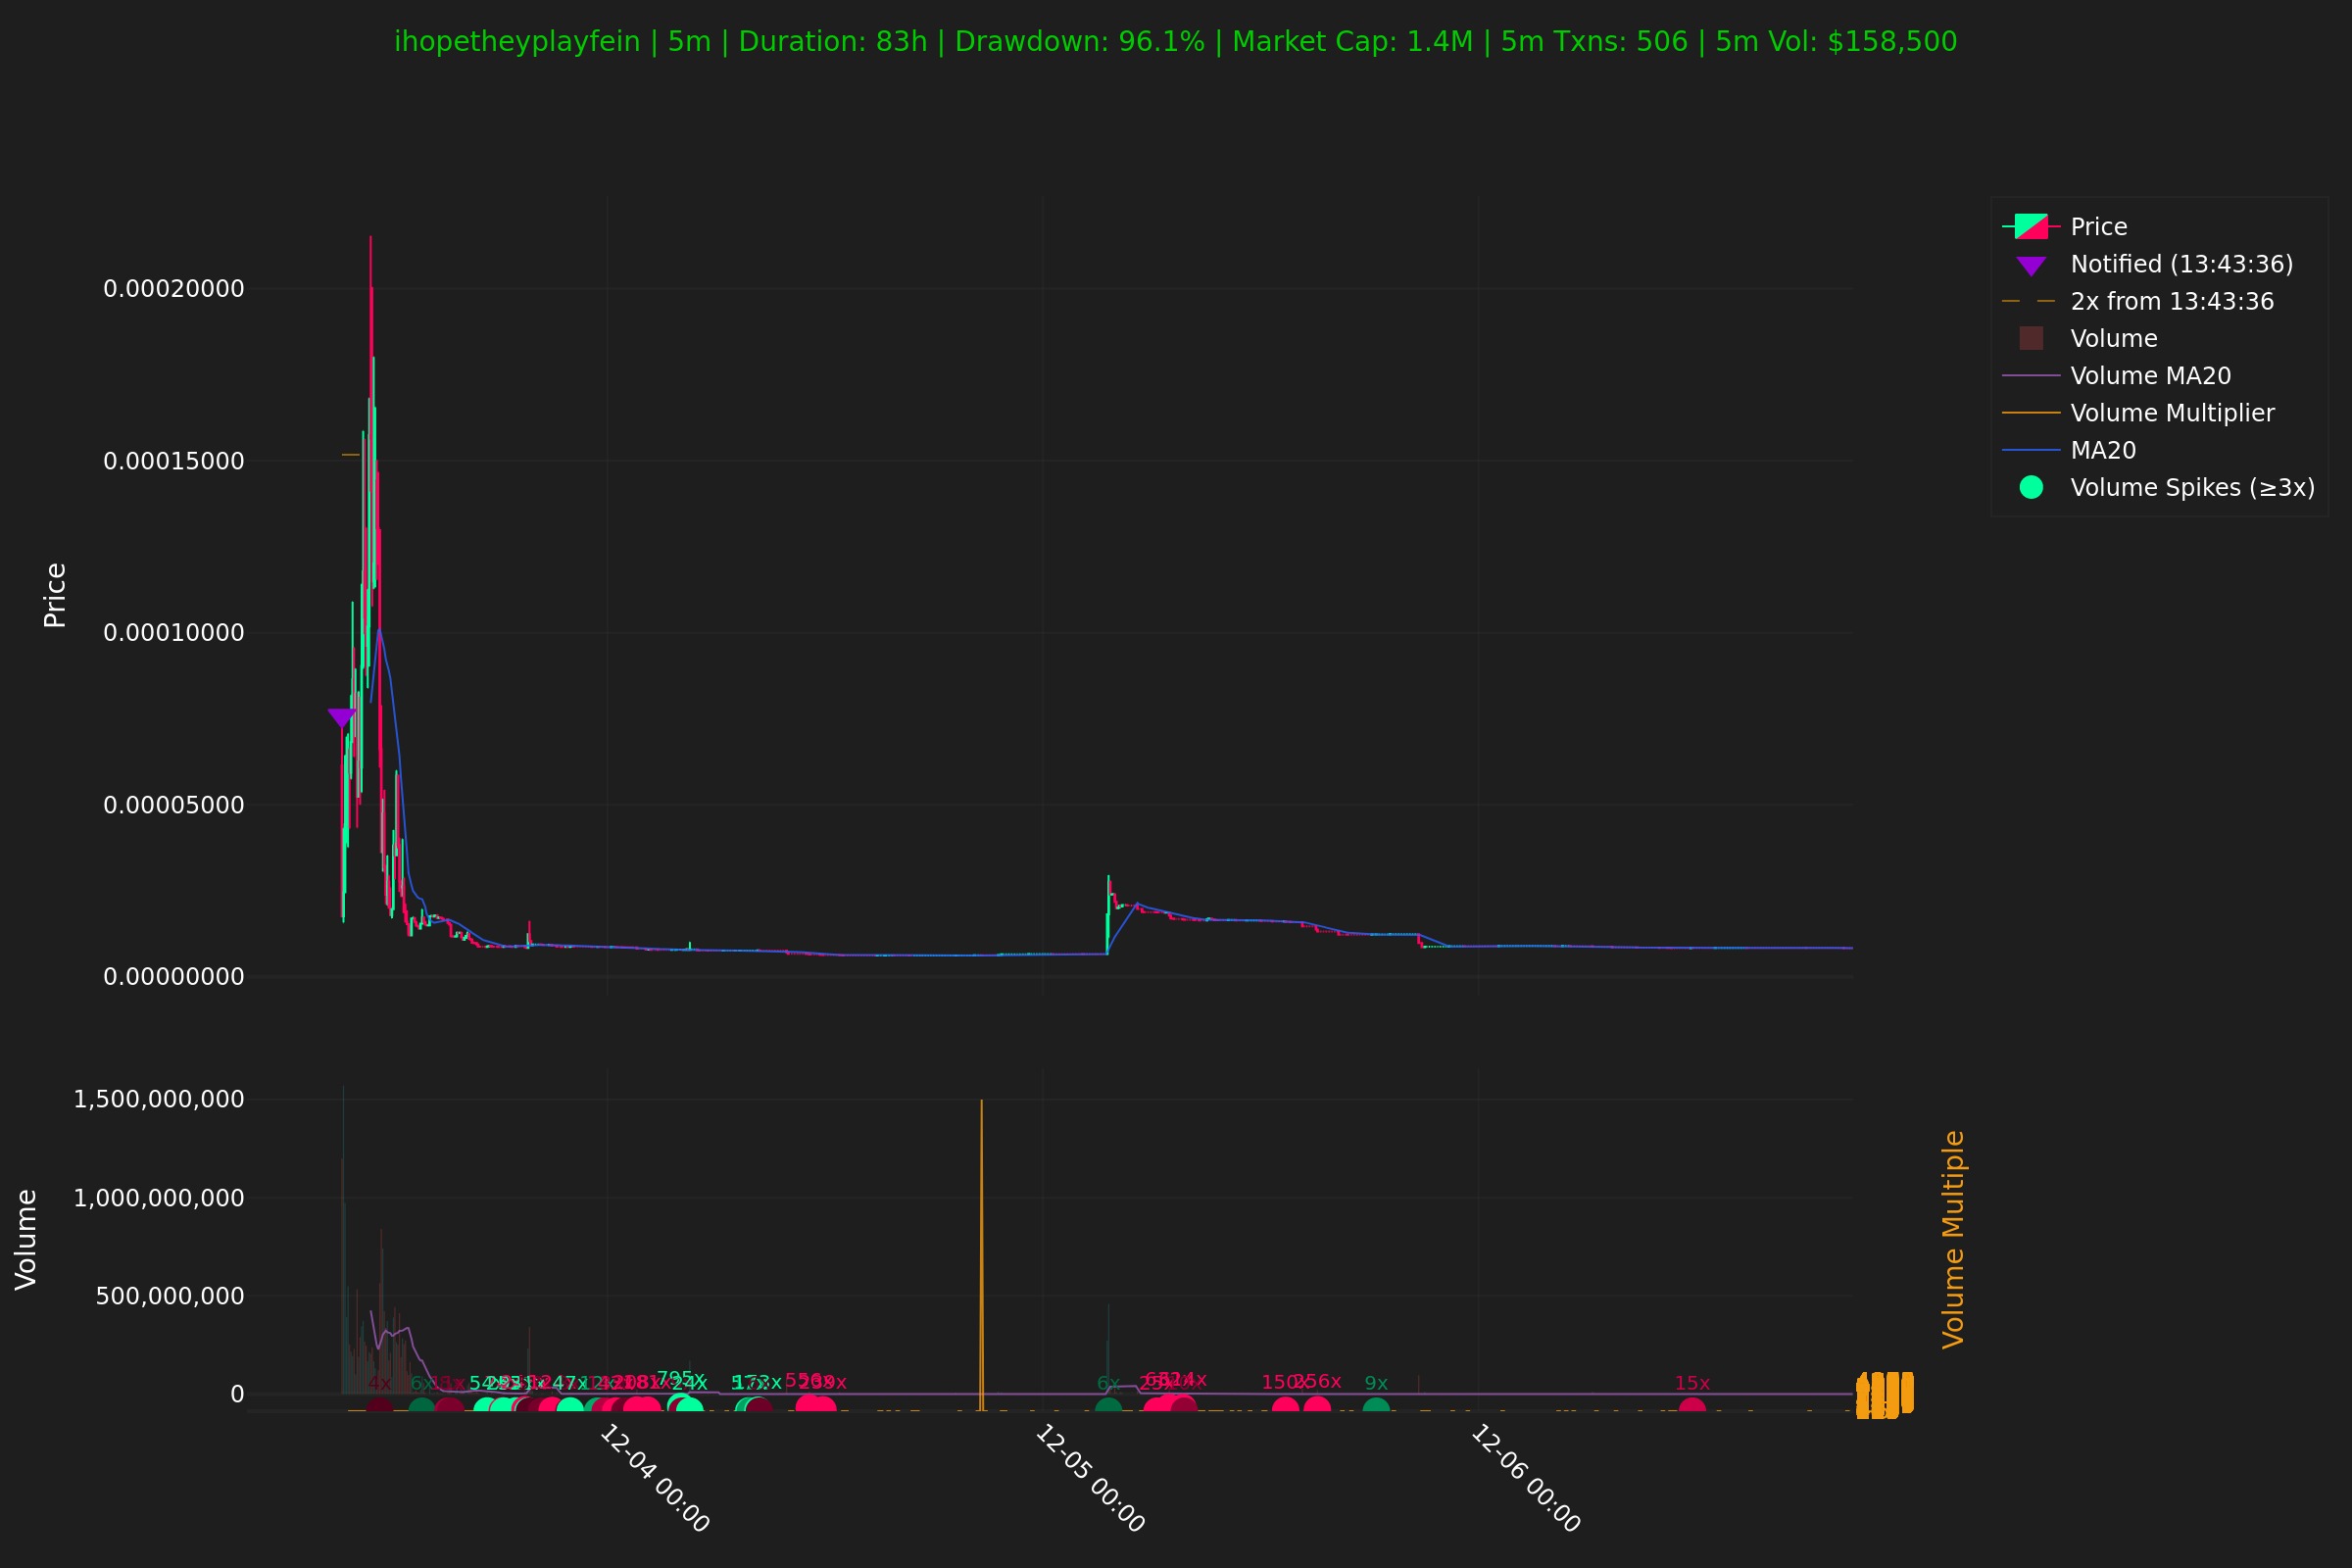 ihopetheyplayfein | 5m | Duration: 83h | Drawdown: 96.1% | Market Cap: 1.4M | 5m Txns: 506 | 5m Vol: $158,500
Price
Notified (13:43:36)
2x from 13:43:36
Volume
Volume MA20
Volume Multiplier
MA20
Volume Spikes (≥3x)
Price
0.00020000
0.00015000
0.00010000
0.00005000
0.00000000
Volume
1,500,000,000
1,000,000,000
500,000,000
0
Volume Multiple
4x
6x
47x
795x
24x
173x
6x
150x
256x
9x
15x
12-04 00:00
12-05 00:00
12-06 00:00